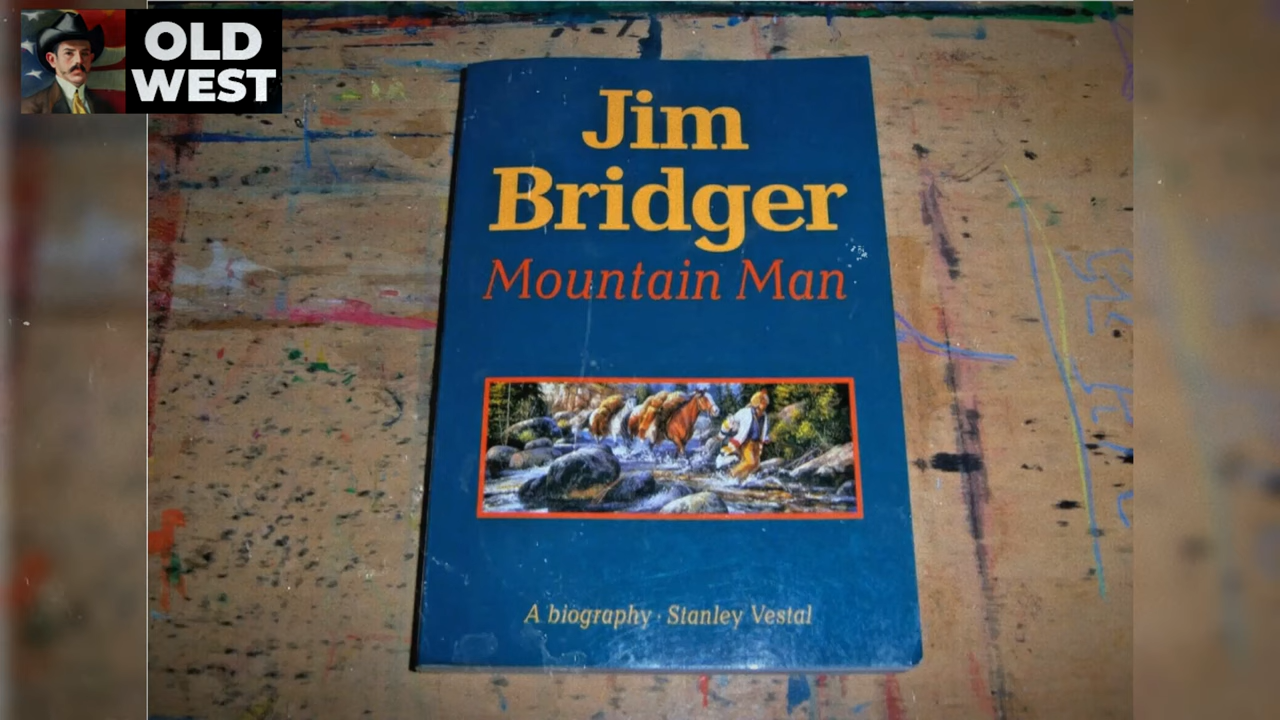 OLD
WEST
Jim
Bridger
Mountain Man
A biography · Stanley Vestal